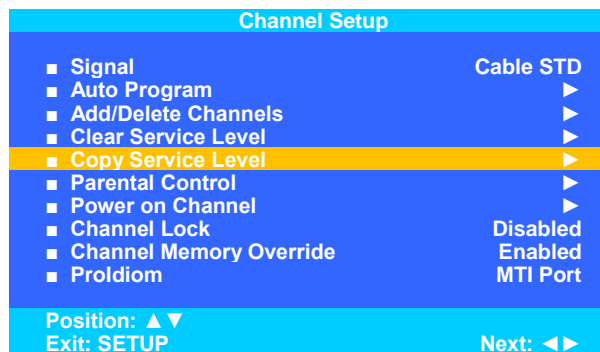 Channel Setup
■ Signal Cable STD
■ Auto Program ►
■ Add/Delete Channels ►
■ Clear Service Level ►
■ Copy Service Level ►
■ Parental Control ►
■ Power on Channel ►
■ Channel Lock Disabled
■ Channel Memory Override Enabled
■ ProIdiom MTI Port
Position: ▲▼
Exit: SETUP Next: ◄►